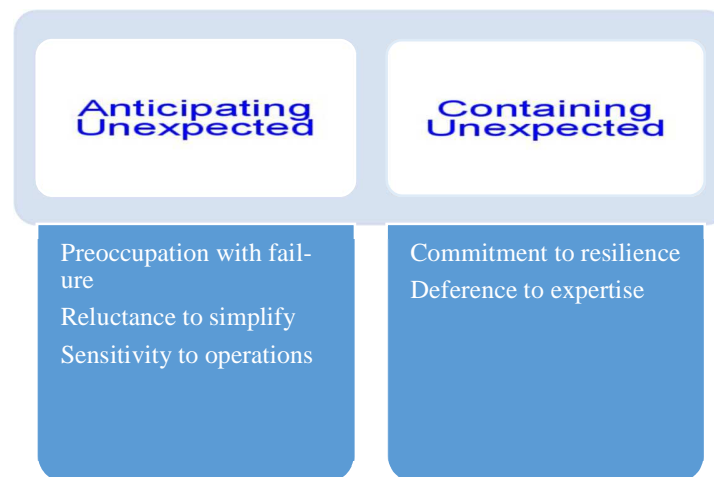 Anticipating
Unexpected
Containing
Unexpected
Preoccupation with fail-
ure
Reluctance to simplify
Sensitivity to operations
Commitment to resilience
Deference to expertise